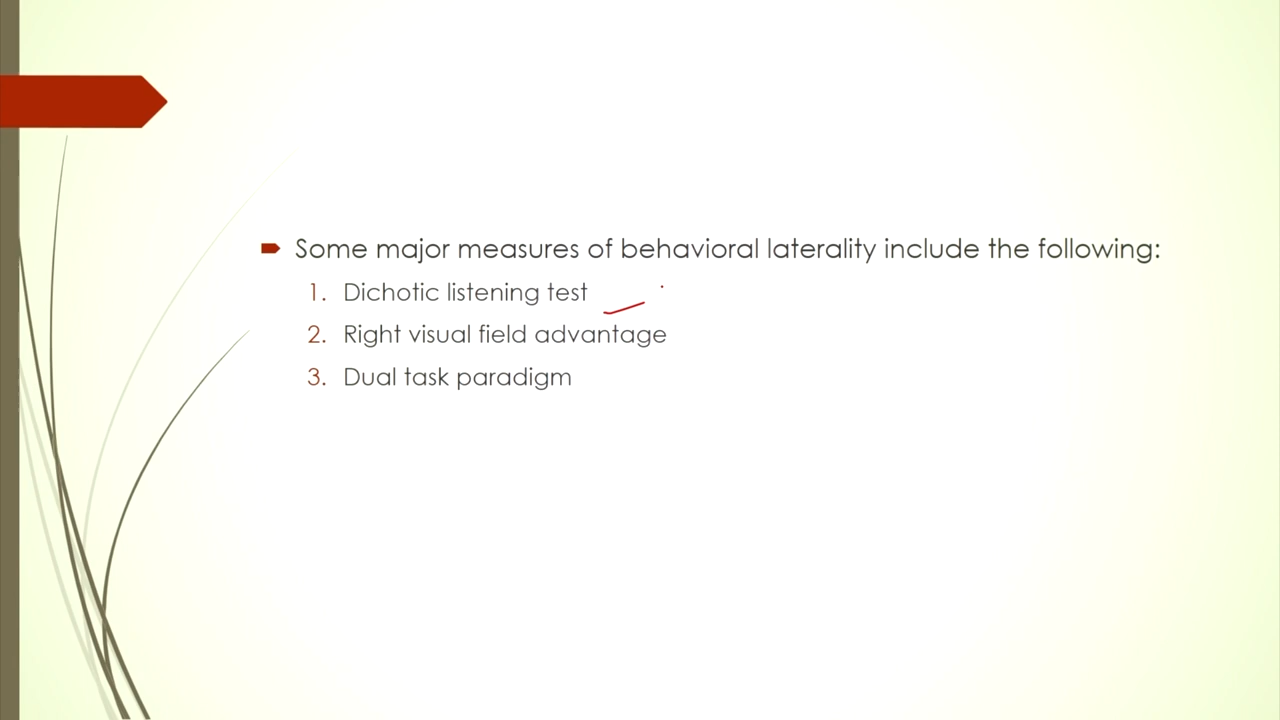 Some major measures of behavioral laterality include the following:
1. Dichotic listening test
2. Right visual field advantage
3. Dual task paradigm